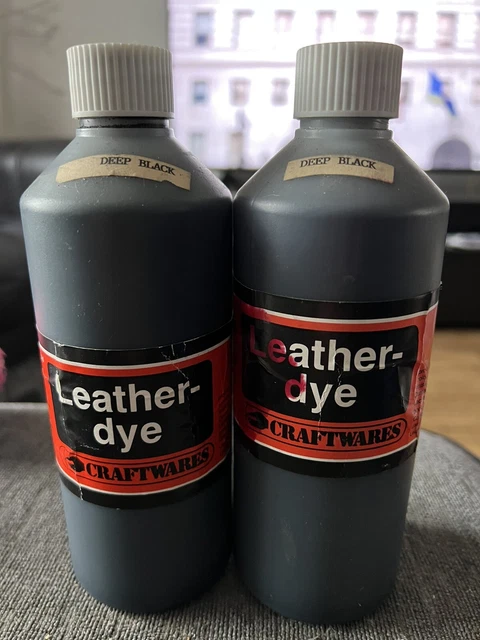 DEEP BLACK
Leather-
dye
CRAFTWARES
DEEP BLACK
Leather-
dye
CRAFTWARES